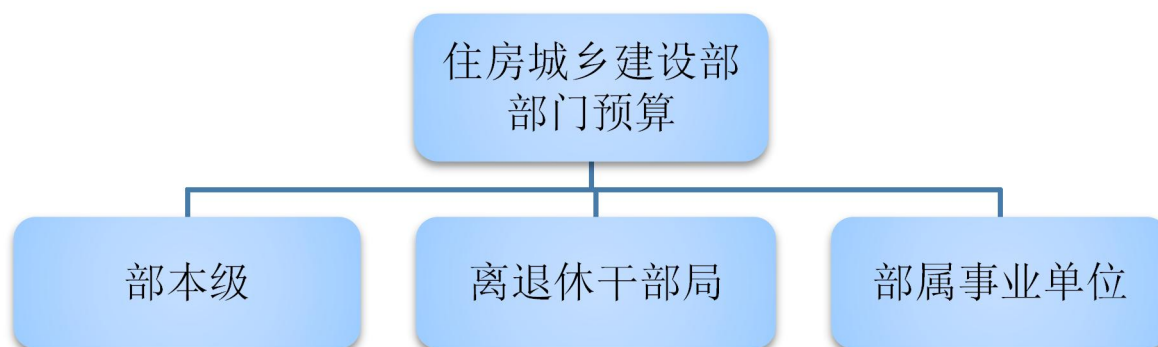 住房城乡建设部
部门预算
部本级
离退休干部局
部属事业单位